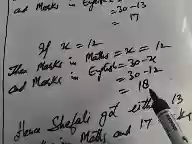 and Marks in English = 30-13
= 17
If x = 12
Then Marks in Maths = x = 12
and Marks in English = 30-x
= 30-12
= 18
Hence Shefali got either 13
in Maths and 17